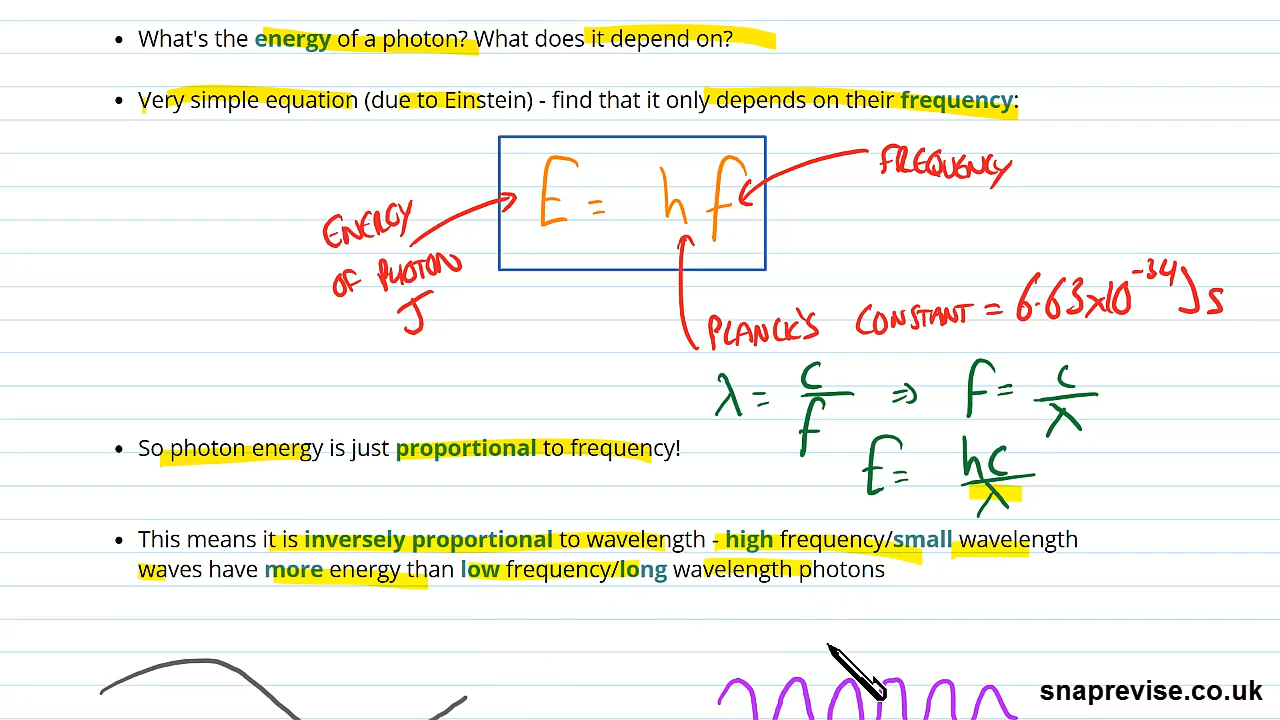 • What's the energy of a photon? What does it depend on?
• Very simple equation (due to Einstein) - find that it only depends on their frequency:
E = hf
FREQUENCY
ENERGY
OF PHOTON
J
PLANCK'S CONSTANT = 6.63x10^-34 Js
λ = c/f ⇒ f = c/λ
• So photon energy is just proportional to frequency!
E = hc/λ
• This means it is inversely proportional to wavelength - high frequency/small wavelength
waves have more energy than low frequency/long wavelength photons
snaprevise.co.uk